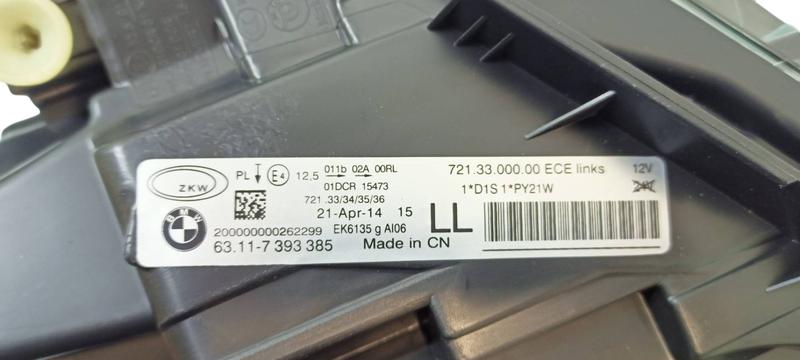 ZKW
PL E4 12,5 011b 02A 00RL
01DCR 15473
721.33/34/35/36
21-Apr-14 15
BMW
200000000262299 EK6135 g AI06
63.11-7 393 385 Made in CN
LL
721.33.000.00 ECE links 12V
1*D1S 1*PY21W 24V